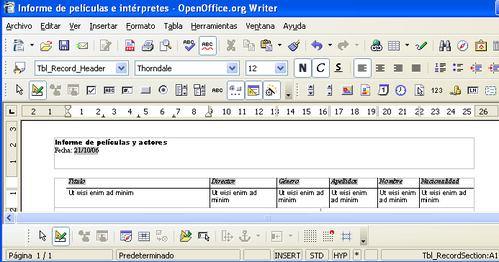 Informe de películas e intérpretes - OpenOffice.org Writer
Archivo Editar Ver Insertar Formato Tabla Herramientas Ventana Ayuda
Tbl_Record_Header Thorndale 12 N C S
2 1 1 2 3 4 5 6 7 8 9 10 11 12 13 14 15 16 17 18 19 20 21 22 23 24 25 26
Informe de películas y actores
Fecha: 21/10/06
Título Director Género Apellidos Nombre Nacionalidad
Ut wisi enim ad minim Ut wisi enim ad minim Ut wisi enim ad minim Ut wisi enim ad minim Ut wisi enim ad minim Ut wisi enim ad minim
Página 1 / 1 Predeterminado INSERT STD HYP * Tbl_RecordSection:A1